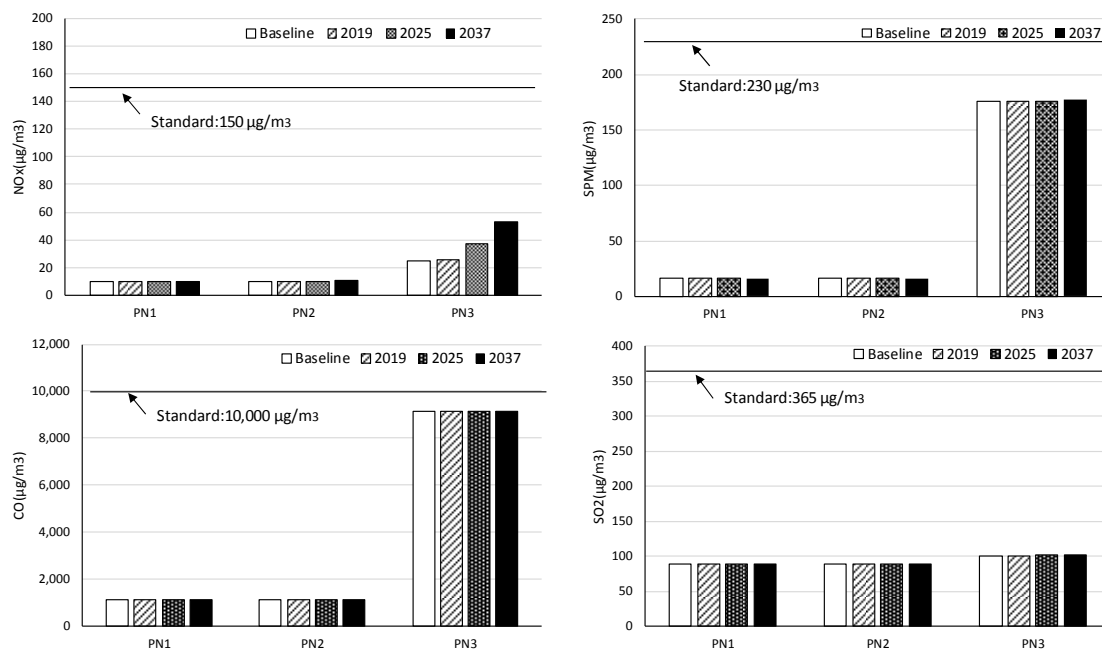 Baseline 2019 2025 2037
200
180
160
140
120
100
80
60
40
20
0
NOx(μg/m3)
Standard:150 μg/m3
PN1 PN2 PN3
Baseline 2019 2025 2037
250
200
150
100
50
0
SPM(μg/m3)
Standard:230 μg/m3
PN1 PN2 PN3
Baseline 2019 2025 2037
12,000
10,000
8,000
6,000
4,000
2,000
0
CO(μg/m3)
Standard:10,000 μg/m3
PN1 PN2 PN3
Baseline 2019 2025 2037
400
350
300
250
200
150
100
50
0
SO2(μg/m3)
Standard:365 μg/m3
PN1 PN2 PN3